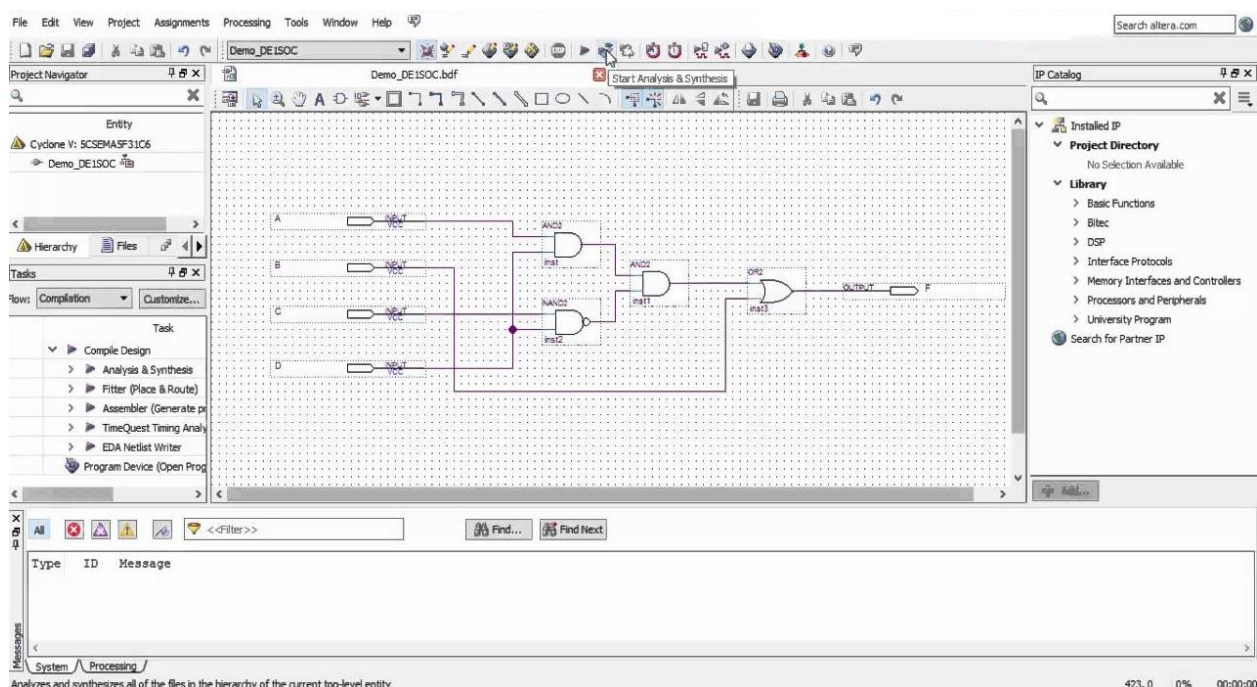 File Edit View Project Assignments Processing Tools Window Help
Search altera.com
Demo_DE1SOC
Project Navigator
Demo_DE1SOC.bdf
Start Analysis & Synthesis
IP Catalog
Entity
Cyclone V: 5CSEMA5F31C6
Demo_DE1SOC
Hierarchy Files
Tasks
Flow: Compilation Customize...
Task
Compile Design
Analysis & Synthesis
Fitter (Place & Route)
Assembler (Generate pr
TimeQuest Timing Analy
EDA Netlist Writer
Program Device (Open Prog
A INPUT VCC
AND2
inst
B INPUT VCC
AND2
inst1
OR2
inst3
OUTPUT F
C INPUT VCC
NAND2
inst2
D INPUT VCC
Installed IP
Project Directory
No Selection Available
Library
Basic Functions
Bitec
DSP
Interface Protocols
Memory Interfaces and Controllers
Processors and Peripherals
University Program
Search for Partner IP
Add...
All <<Filter>> Find... Find Next
Type ID Message
Messages
System Processing
Analyzes and synthesizes all of the files in the hierarchy of the current top-level entity
423, 0 0% 00:00:00